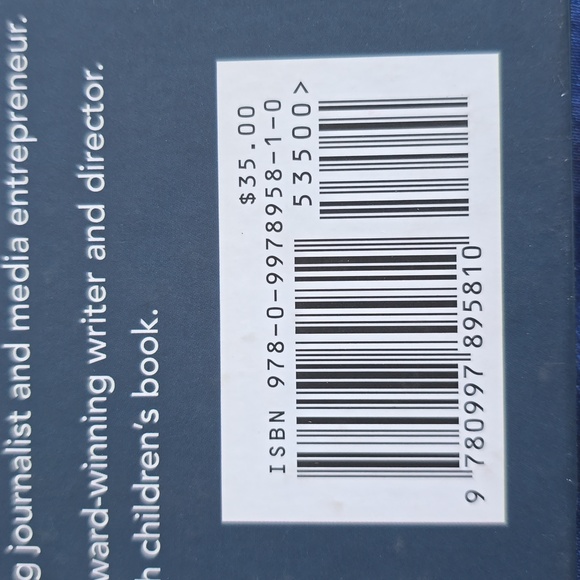 g journalist and media entrepreneur.
ward-winning writer and director.
h children's book.
$35.00
ISBN 978-0-9978958-1-0
53500>
9 780997 895810